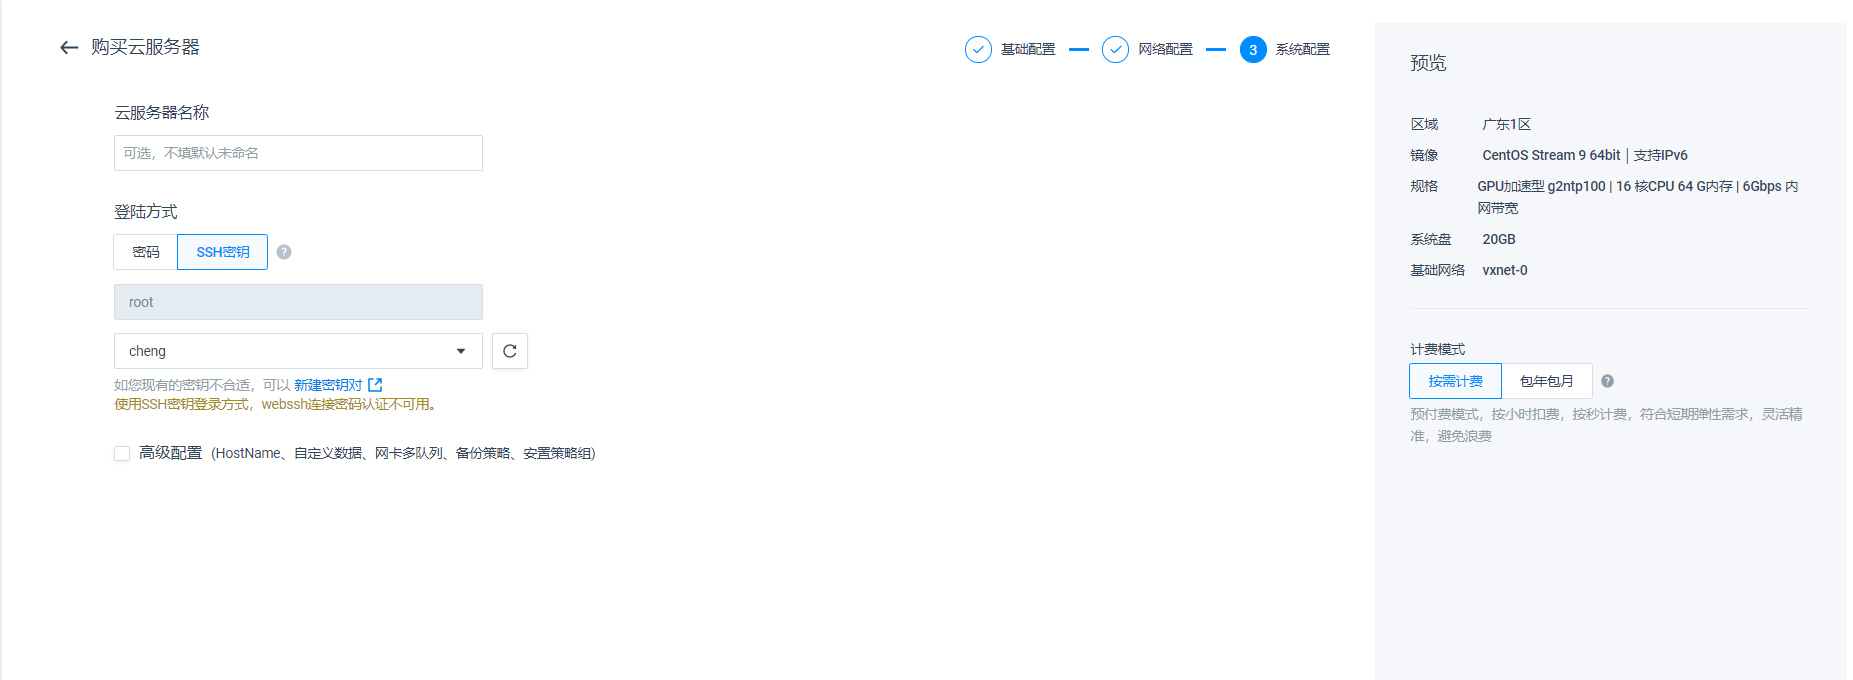 购买云服务器
基础配置
网络配置
3 系统配置
云服务器名称
可选，不填默认未命名
登陆方式
密码
SSH密钥
?
root
cheng
如您现有的密钥不合适，可以 新建密钥对
使用SSH密钥登录方式，webssh连接密码认证不可用。
高级配置 (HostName、自定义数据、网卡多队列、备份策略、安置策略组)
预览
区域 广东1区
镜像 CentOS Stream 9 64bit | 支持IPv6
规格 GPU加速型 g2ntp100 | 16 核CPU 64 G内存 | 6Gbps 内
网带宽
系统盘 20GB
基础网络 vxnet-0
计费模式
按需计费
包年包月
?
预付费模式，按小时扣费，按秒计费，符合短期弹性需求，灵活精
准，避免浪费